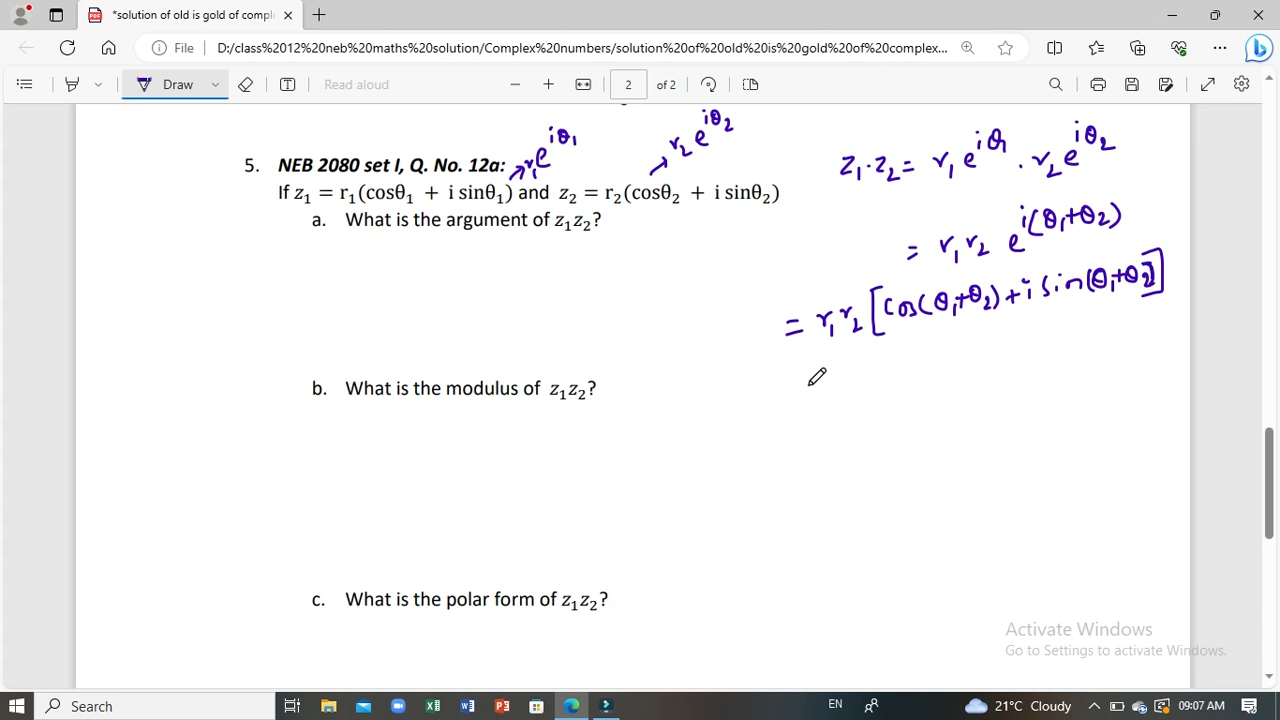 *solution of old is gold of comple
File D:/class%2012%20neb%20maths%20solution/Complex%20numbers/solution%20of%20old%20is%20gold%20of%20complex...
Draw Read aloud 2 of 2
5. NEB 2080 set I, Q. No. 12a: r₁e^{iθ₁} r₂e^{iθ₂}
If z₁ = r₁(cosθ₁ + i sinθ₁) and z₂ = r₂(cosθ₂ + i sinθ₂)
a. What is the argument of z₁z₂?
z₁·z₂ = r₁e^{iθ₁} . r₂e^{iθ₂}
= r₁r₂ e^{i(θ₁+θ₂)}
= r₁r₂[cos(θ₁+θ₂)+i sin(θ₁+θ₂)]
b. What is the modulus of z₁z₂?
c. What is the polar form of z₁z₂?
Activate Windows
Go to Settings to activate Windows.
Search EN 21°C Cloudy 09:07 AM